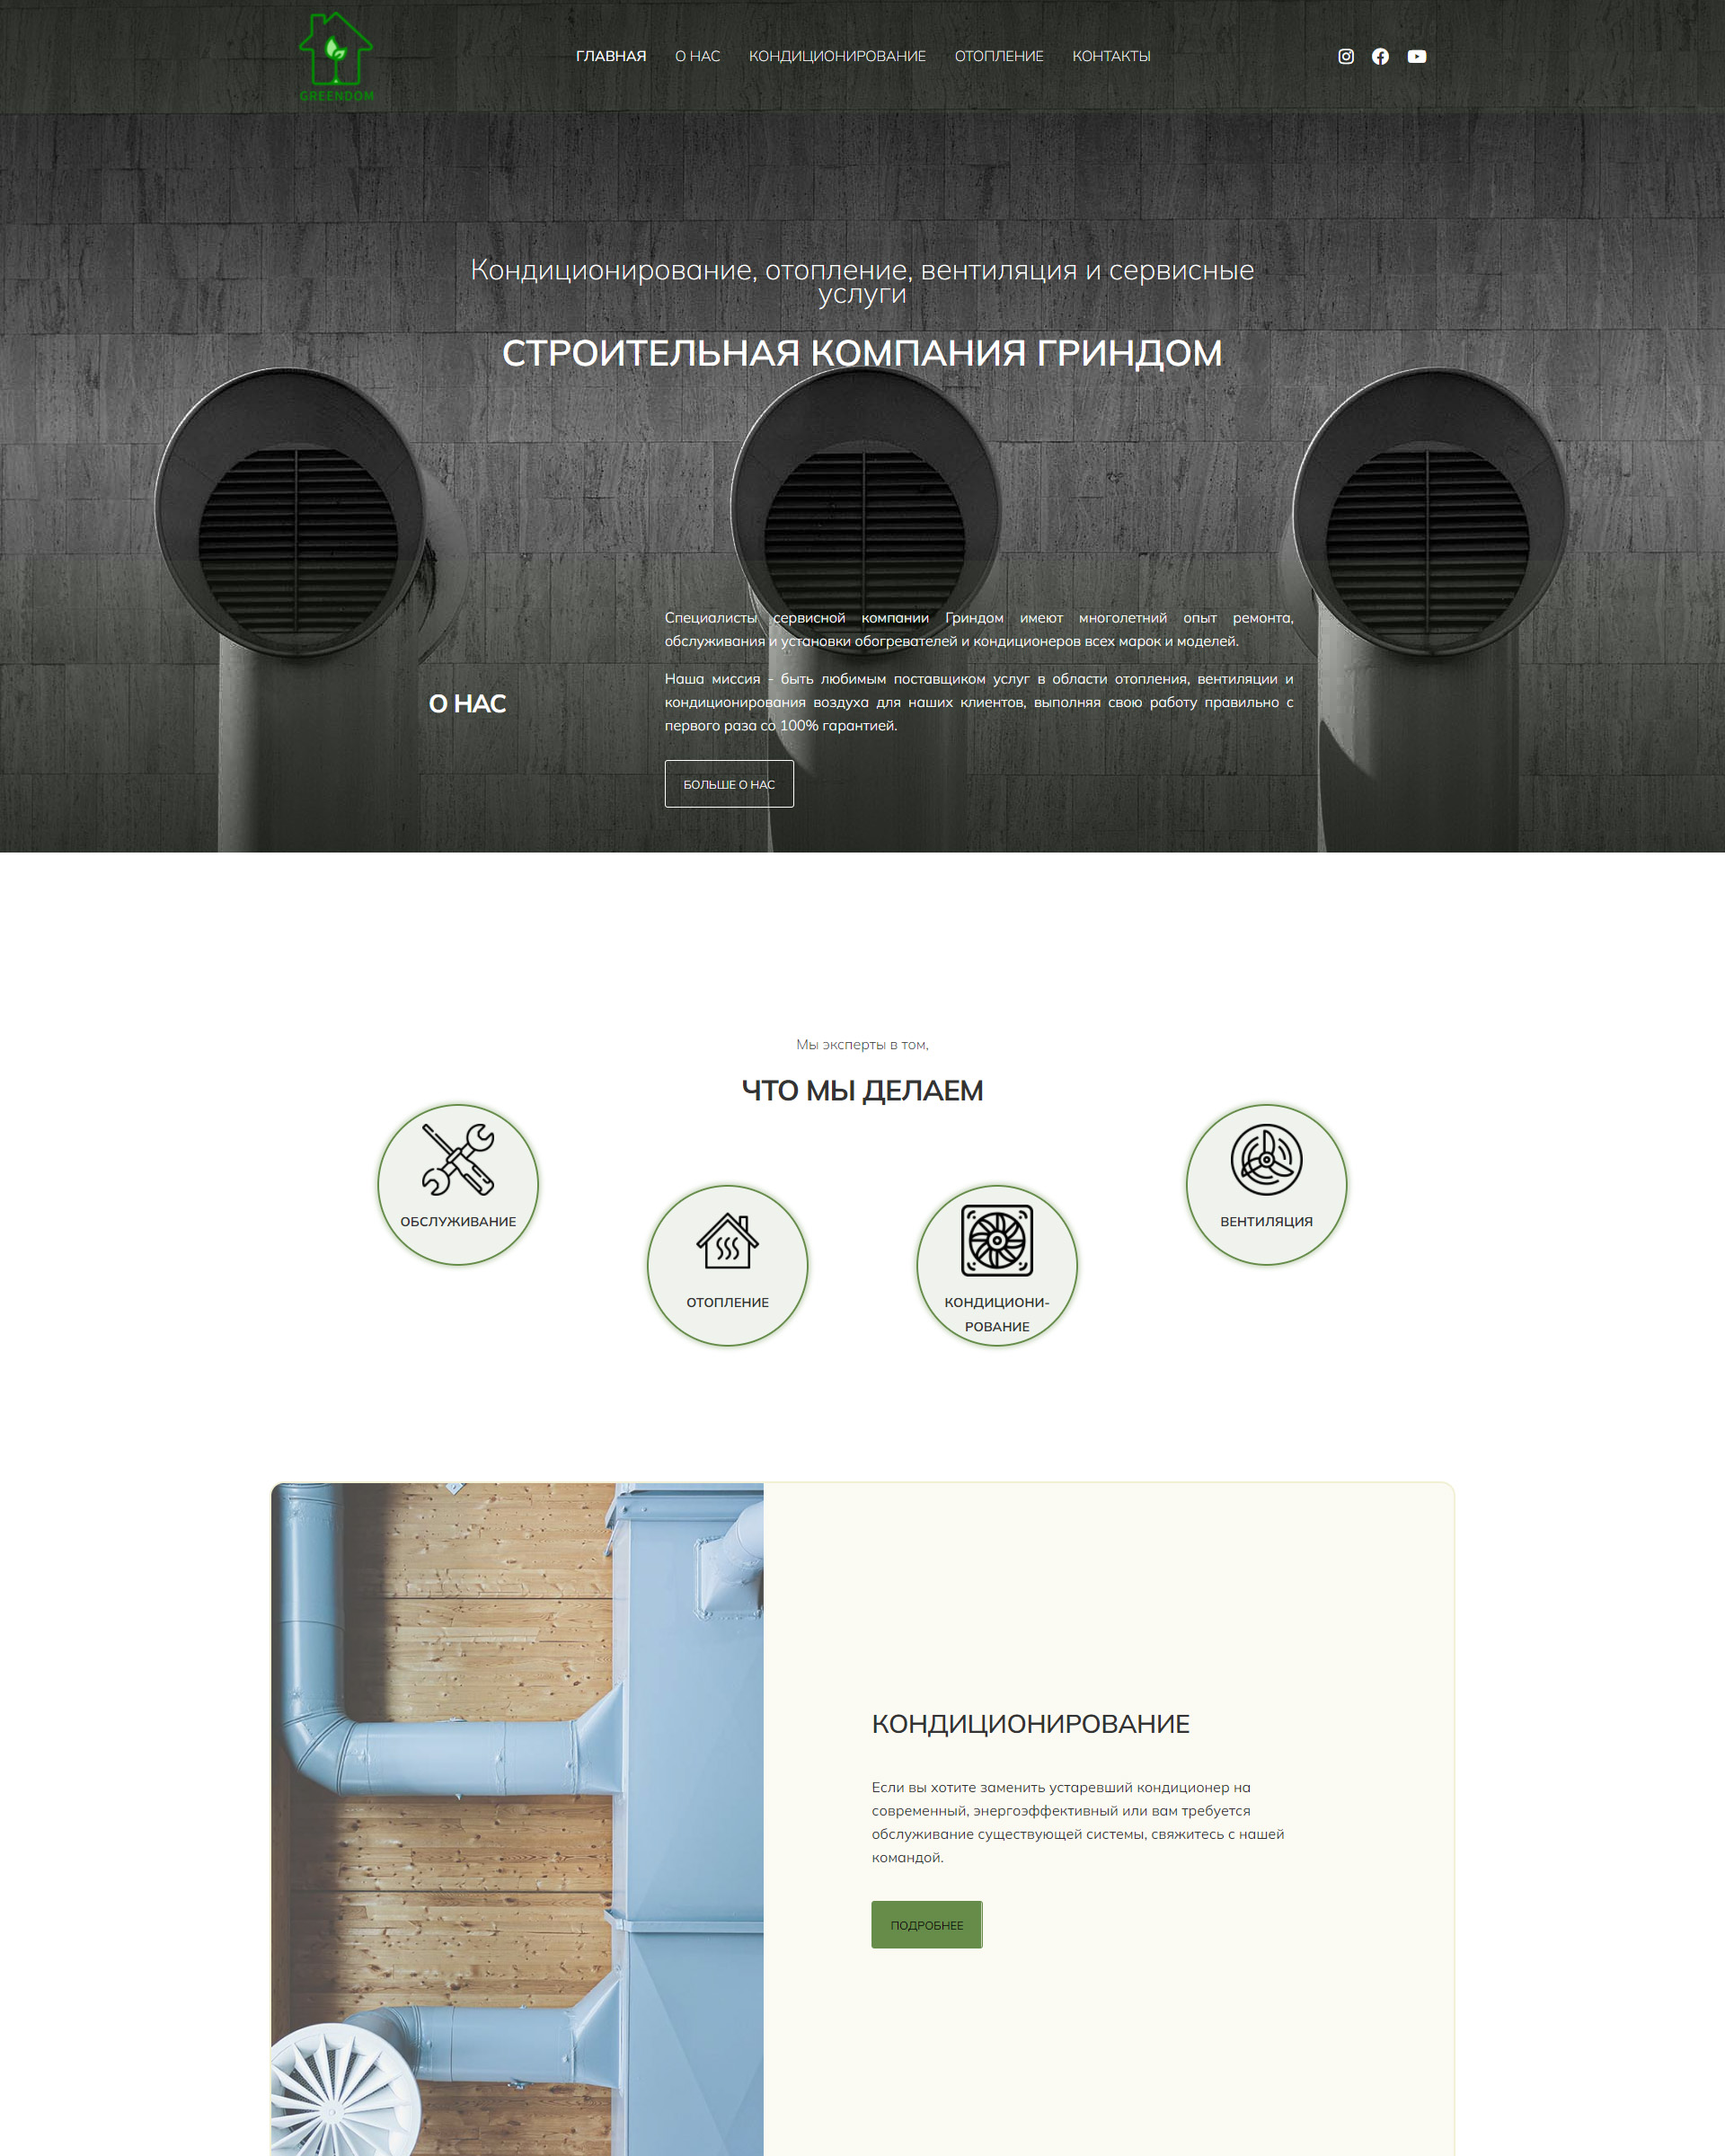 GREENDOM
ГЛАВНАЯ
О НАС
КОНДИЦИОНИРОВАНИЕ
ОТОПЛЕНИЕ
КОНТАКТЫ
Кондиционирование, отопление, вентиляция и сервисные
услуги
СТРОИТЕЛЬНАЯ КОМПАНИЯ ГРИНДОМ
О НАС
Специалисты сервисной компании Гриндом имеют многолетний опыт ремонта,
обслуживания и установки обогревателей и кондиционеров всех марок и моделей.
Наша миссия - быть любимым поставщиком услуг в области отопления, вентиляции и
кондиционирования воздуха для наших клиентов, выполняя свою работу правильно с
первого раза со 100% гарантией.
БОЛЬШЕ О НАС
Мы эксперты в том,
ЧТО МЫ ДЕЛАЕМ
ОБСЛУЖИВАНИЕ
ОТОПЛЕНИЕ
КОНДИЦИОНИ-
РОВАНИЕ
ВЕНТИЛЯЦИЯ
КОНДИЦИОНИРОВАНИЕ
Если вы хотите заменить устаревший кондиционер на
современный, энергоэффективный или вам требуется
обслуживание существующей системы, свяжитесь с нашей
командой.
ПОДРОБНЕЕ